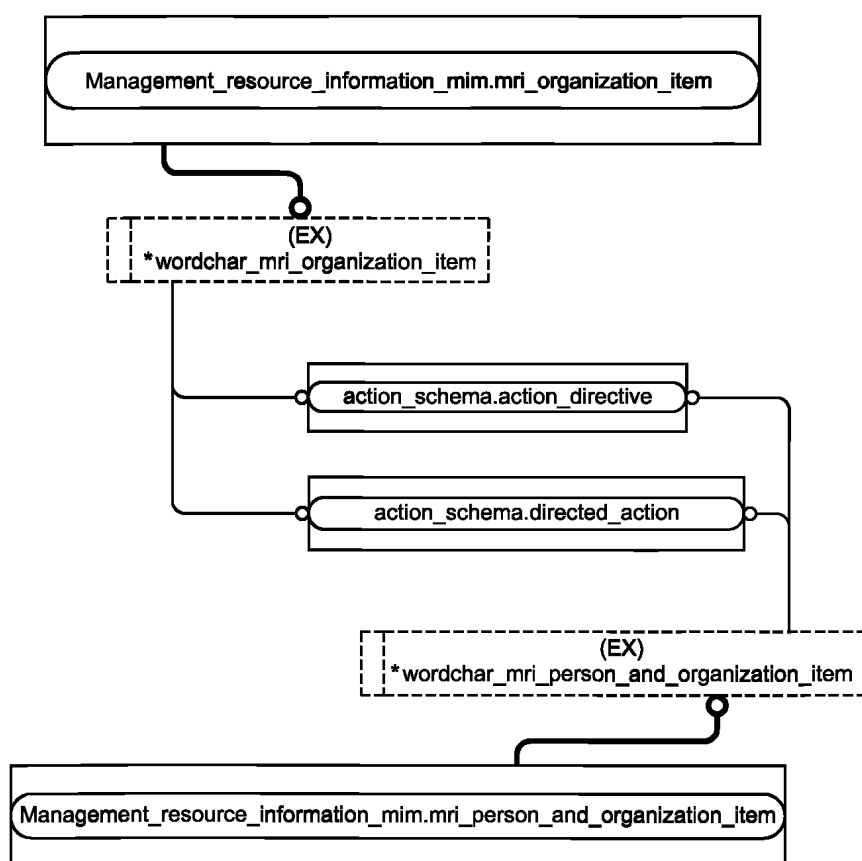 Management_resource_information_mim.mri_organization_item
(EX)
*wordchar_mri_organization_item
action_schema.action_directive
action_schema.directed_action
(EX)
*wordchar_mri_person_and_organization_item
Management_resource_information_mim.mri_person_and_organization_item